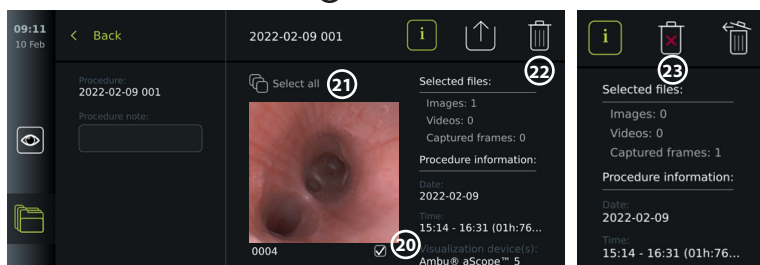 09:11
10 Feb
Back
Procedure:
2022-02-09 001
Procedure note:
2022-02-09 001
i
22
Select all
21
0004
20
Selected files:
Images: 1
Videos: 0
Captured frames: 0
Procedure information:
Date:
2022-02-09
Time:
15:14 - 16:31 (01h:76...
Visualization device(s):
Ambu® aScope™ 5
i
23
Selected files:
Images: 0
Videos: 0
Captured frames: 1
Procedure information:
Date:
2022-02-09
Time:
15:14 - 16:31 (01h:76...